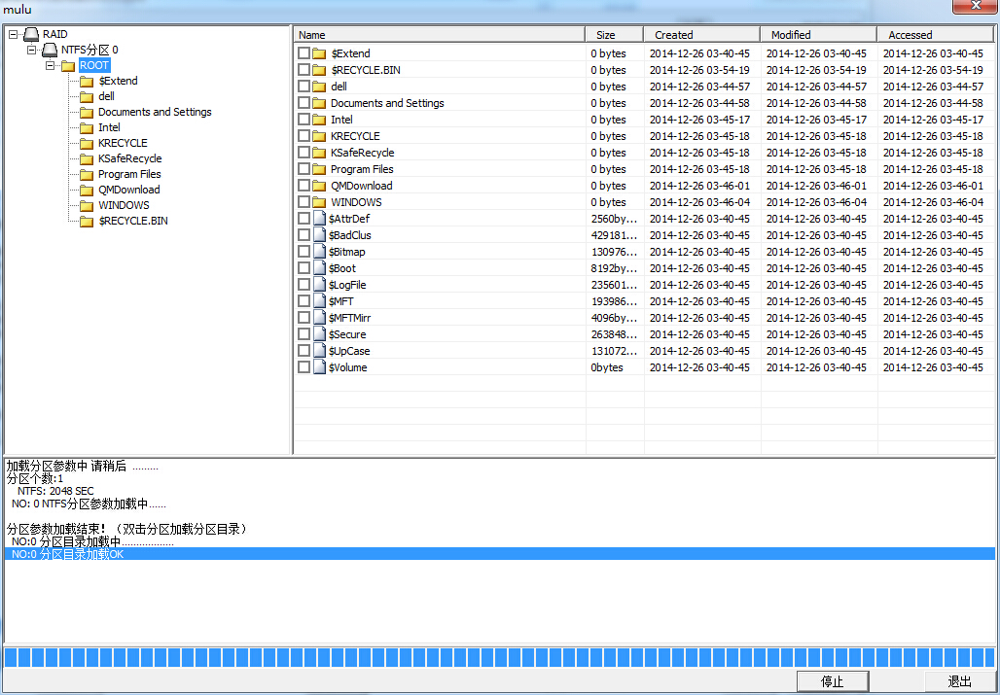 mulu
RAID
NTFS分区 0
ROOT
$Extend
dell
Documents and Settings
Intel
KRECYCLE
KSafeRecycle
Program Files
QMDownload
WINDOWS
$RECYCLE.BIN
Name Size Created Modified Accessed
$Extend 0 bytes 2014-12-26 03-40-45 2014-12-26 03-40-45 2014-12-26 03-40-45
$RECYCLE.BIN 0 bytes 2014-12-26 03-54-19 2014-12-26 03-54-19 2014-12-26 03-54-19
dell 0 bytes 2014-12-26 03-44-57 2014-12-26 03-44-57 2014-12-26 03-44-57
Documents and Settings 0 bytes 2014-12-26 03-44-58 2014-12-26 03-44-58 2014-12-26 03-44-58
Intel 0 bytes 2014-12-26 03-45-17 2014-12-26 03-45-17 2014-12-26 03-45-17
KRECYCLE 0 bytes 2014-12-26 03-45-18 2014-12-26 03-45-18 2014-12-26 03-45-18
KSafeRecycle 0 bytes 2014-12-26 03-45-18 2014-12-26 03-45-18 2014-12-26 03-45-18
Program Files 0 bytes 2014-12-26 03-45-18 2014-12-26 03-45-18 2014-12-26 03-45-18
QMDownload 0 bytes 2014-12-26 03-46-01 2014-12-26 03-46-01 2014-12-26 03-46-01
WINDOWS 0 bytes 2014-12-26 03-46-04 2014-12-26 03-46-04 2014-12-26 03-46-04
$AttrDef 2560by... 2014-12-26 03-40-45 2014-12-26 03-40-45 2014-12-26 03-40-45
$BadClus 429181... 2014-12-26 03-40-45 2014-12-26 03-40-45 2014-12-26 03-40-45
$Bitmap 130976... 2014-12-26 03-40-45 2014-12-26 03-40-45 2014-12-26 03-40-45
$Boot 8192by... 2014-12-26 03-40-45 2014-12-26 03-40-45 2014-12-26 03-40-45
$LogFile 235601... 2014-12-26 03-40-45 2014-12-26 03-40-45 2014-12-26 03-40-45
$MFT 193986... 2014-12-26 03-40-45 2014-12-26 03-40-45 2014-12-26 03-40-45
$MFTMirr 4096by... 2014-12-26 03-40-45 2014-12-26 03-40-45 2014-12-26 03-40-45
$Secure 263848... 2014-12-26 03-40-45 2014-12-26 03-40-45 2014-12-26 03-40-45
$UpCase 131072... 2014-12-26 03-40-45 2014-12-26 03-40-45 2014-12-26 03-40-45
$Volume 0bytes 2014-12-26 03-40-45 2014-12-26 03-40-45 2014-12-26 03-40-45
加载分区参数中 请稍后 .........
分区个数:1
NTFS: 2048 SEC
NO: 0 NTFS分区参数加载中......
分区参数加载结束!（双击分区加载分区目录）
NO:0 分区目录加载中..................
NO:0 分区目录加载OK
停止
退出